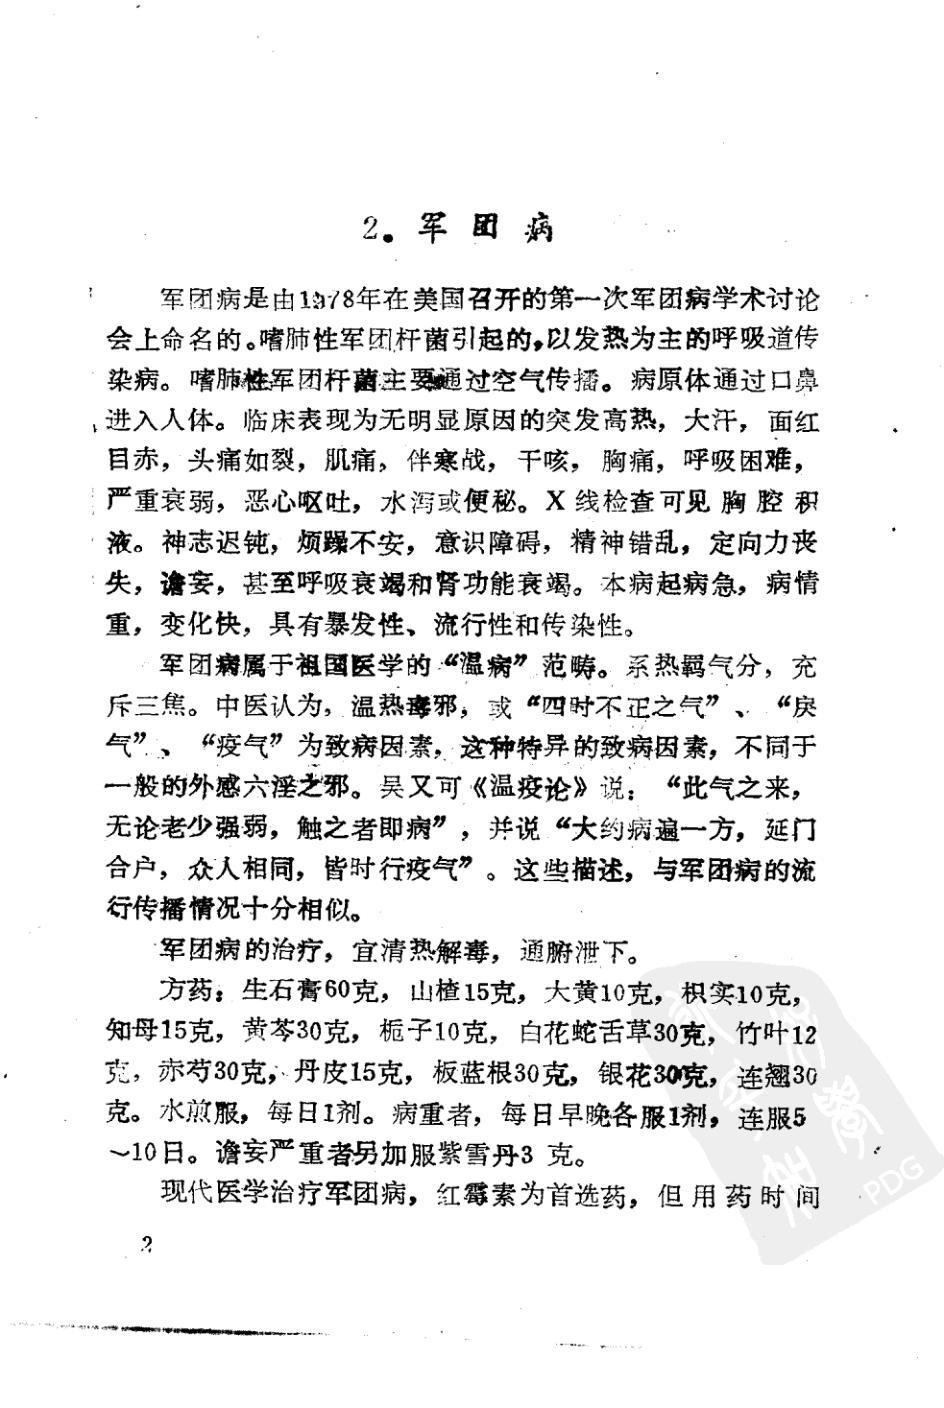 2. 军团病
军团病是由1978年在美国召开的第一次军团病学术讨论
会上命名的。嗜肺性军团杆菌引起的，以发热为主的呼吸道传
染病。嗜肺性军团杆菌主要通过空气传播。病原体通过口鼻
进入人体。临床表现为无明显原因的突发高热，大汗，面红
目赤，头痛如裂，肌痛，伴寒战，干咳，胸痛，呼吸困难，
严重衰弱，恶心呕吐，水泻或便秘。X线检查可见胸腔积
液。神志迟钝，烦躁不安，意识障碍，精神错乱，定向力丧
失，谵妄，甚至呼吸衰竭和肾功能衰竭。本病起病急，病情
重，变化快，具有暴发性、流行性和传染性。
军团病属于祖国医学的“温病”范畴。系热羁气分，充
斥三焦。中医认为，温热毒邪，或“四时不正之气”、“戾
气”、“疫气”为致病因素，这种特异的致病因素，不同于
一般的外感六淫之邪。吴又可《温疫论》说：“此气之来，
无论老少强弱，触之者即病”，并说“大约病遍一方，延门
合户，众人相同，皆时行疫气”。这些描述，与军团病的流
行传播情况十分相似。
军团病的治疗，宜清热解毒，通腑泄下。
方药：生石膏60克，山楂15克，大黄10克，枳实10克，
知母15克，黄芩30克，栀子10克，白花蛇舌草30克，竹叶12
克，赤芍30克，丹皮15克，板蓝根30克，银花30克，连翘30
克。水煎服，每日1剂。病重者，每日早晚各服1剂，连服5
～10日。谵妄严重者另加服紫雪丹3克。
现代医学治疗军团病，红霉素为首选药，但用药时间
2
PDG